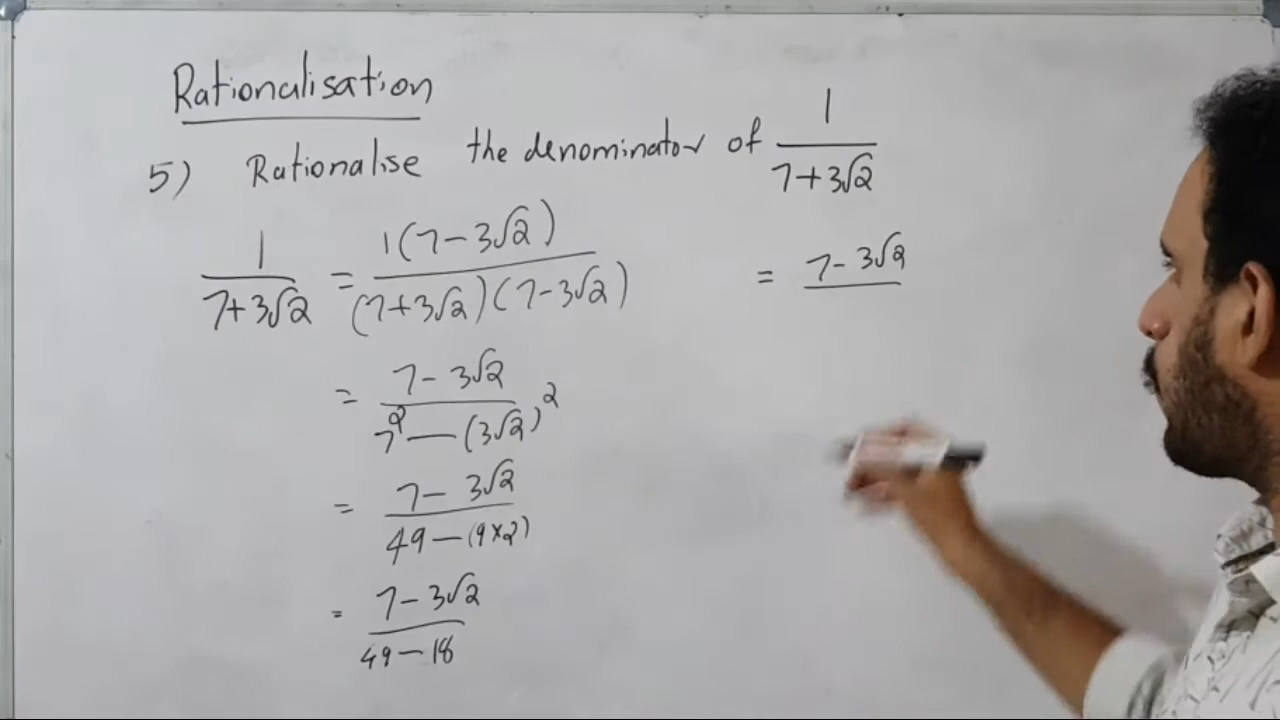 Rationalisation
5) Rationalise the denominator of 1/(7+3√2)
1/(7+3√2) = 1(7-3√2)/((7+3√2)(7-3√2))
= (7-3√2)/(7² - (3√2)²)
= (7-3√2)/(49-(9×2))
= (7-3√2)/(49-18)
= 7-3√2